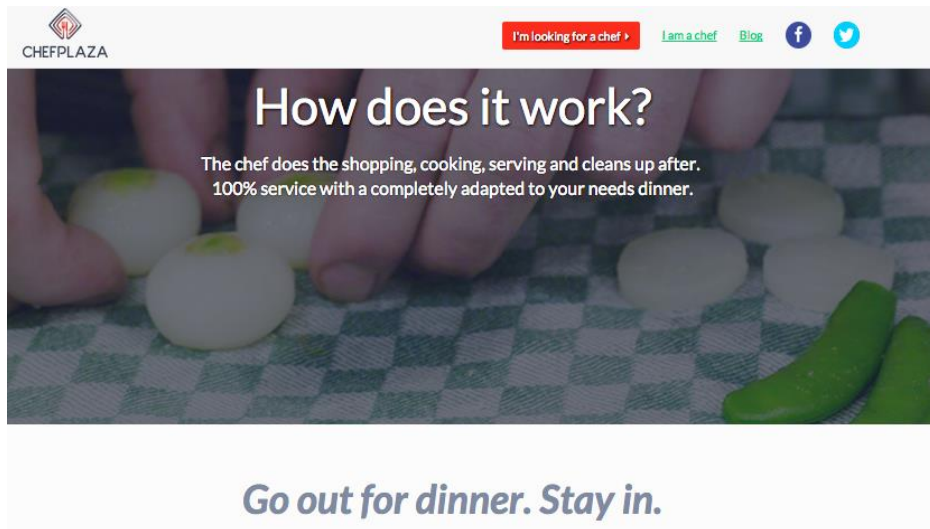 CHEFPLAZA
I'm looking for a chef
I am a chef
Blog
How does it work?
The chef does the shopping, cooking, serving and cleans up after.
100% service with a completely adapted to your needs dinner.
Go out for dinner. Stay in.